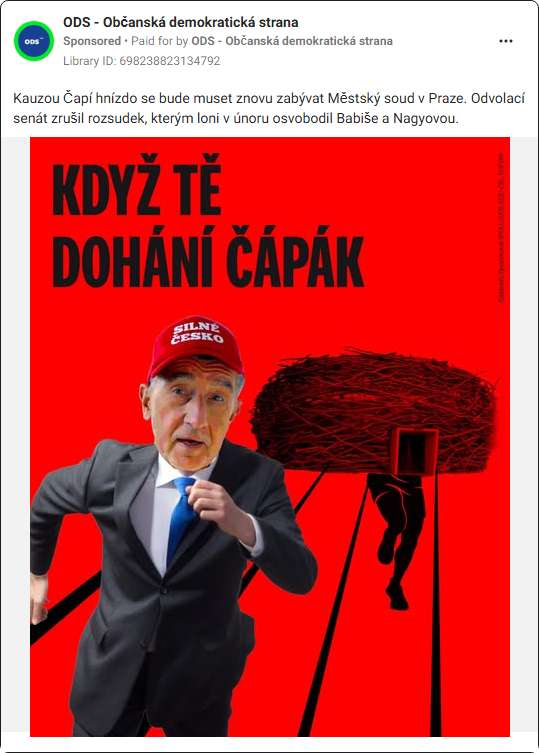 ODS - Občanská demokratická strana
Sponsored • Paid for by ODS - Občanská demokratická strana
Library ID: 698238823134792
Kauzou Čapí hnízdo se bude muset znovu zabývat Městský soud v Praze. Odvolací
senát zrušil rozsudek, kterým loni v únoru osvobodil Babiše a Nagyovou.
KDYŽ TĚ
DOHÁNÍ ČÁPÁK
SILNÉ
ČESKO
ODS